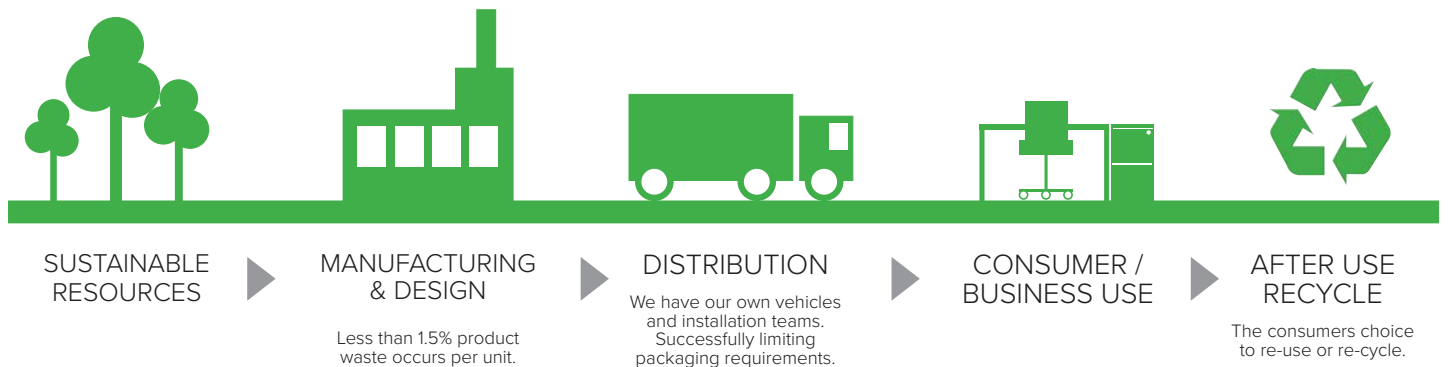 SUSTAINABLE
RESOURCES
MANUFACTURING
& DESIGN
Less than 1.5% product
waste occurs per unit.
DISTRIBUTION
We have our own vehicles
and installation teams.
Successfully limiting
packaging requirements.
CONSUMER /
BUSINESS USE
AFTER USE
RECYCLE
The consumers choice
to re-use or re-cycle.